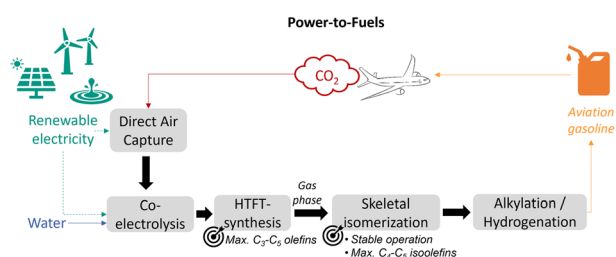 Power-to-Fuels
CO2
Renewable
electricity
Direct Air
Capture
Aviation
gasoline
Water
Co-
electrolysis
HTFT-
synthesis
Max. C3-C5 olefins
Gas
phase
Skeletal
isomerization
• Stable operation
• Max. C4-C5 isoolefins
Alkylation /
Hydrogenation